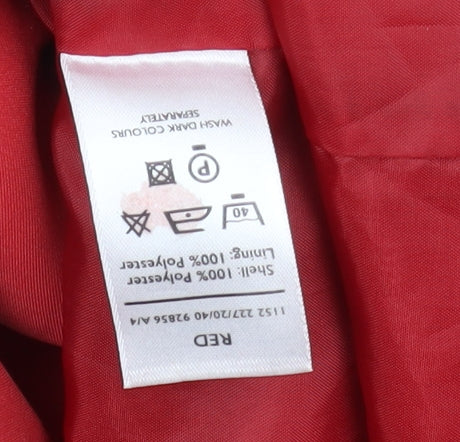 RED
1152 227/20/40 92856 A/4
Shell: 100% Polyester
Lining: 100% Polyester
40
P
WASH DARK COLOURS
SEPARATELY